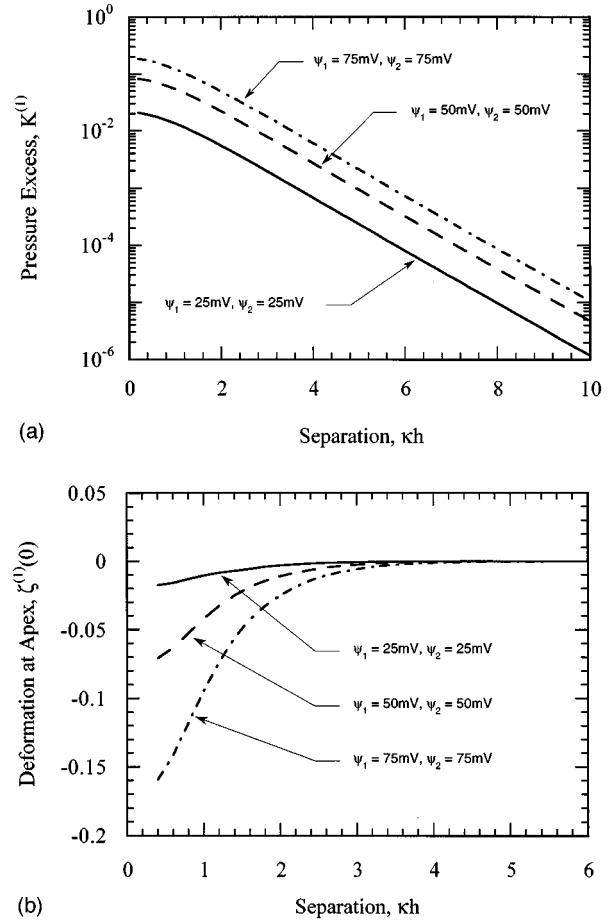 10⁰
10⁻²
10⁻⁴
10⁻⁶
Pressure Excess, K⁽¹⁾
ψ₁ = 75mV, ψ₂ = 75mV
ψ₁ = 50mV, ψ₂ = 50mV
ψ₁ = 25mV, ψ₂ = 25mV
0 2 4 6 8 10
(a)
Separation, κh
0.05
0
-0.05
-0.1
-0.15
-0.2
Deformation at Apex, ζ⁽¹⁾(0)
ψ₁ = 25mV, ψ₂ = 25mV
ψ₁ = 50mV, ψ₂ = 50mV
ψ₁ = 75mV, ψ₂ = 75mV
0 1 2 3 4 5 6
(b)
Separation, κh